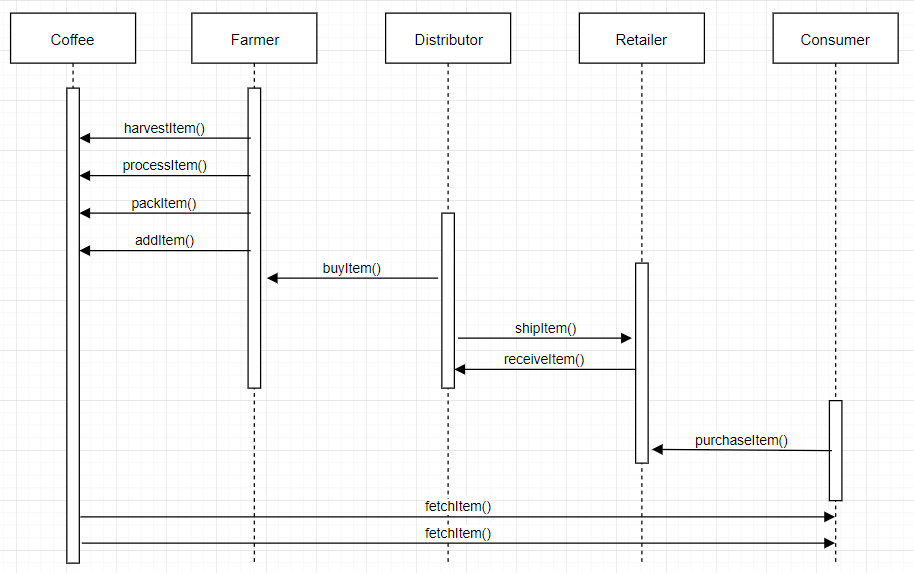 Coffee
Farmer
Distributor
Retailer
Consumer
harvestItem()
processItem()
packItem()
addItem()
buyItem()
shipItem()
receiveItem()
purchaseItem()
fetchItem()
fetchItem()